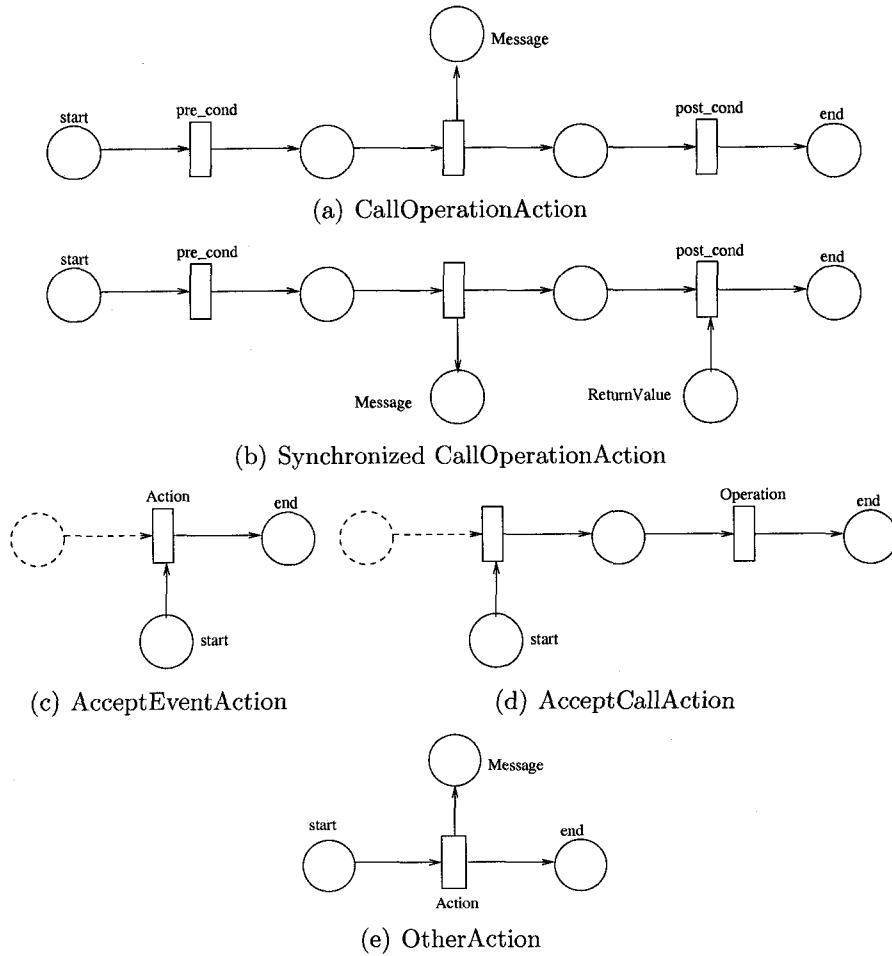 Message
start
pre_cond
post_cond
end
(a) CallOperationAction
start
pre_cond
post_cond
end
Message
ReturnValue
(b) Synchronized CallOperationAction
Action
end
start
(c) AcceptEventAction
Operation
end
start
(d) AcceptCallAction
Message
start
end
Action
(e) OtherAction